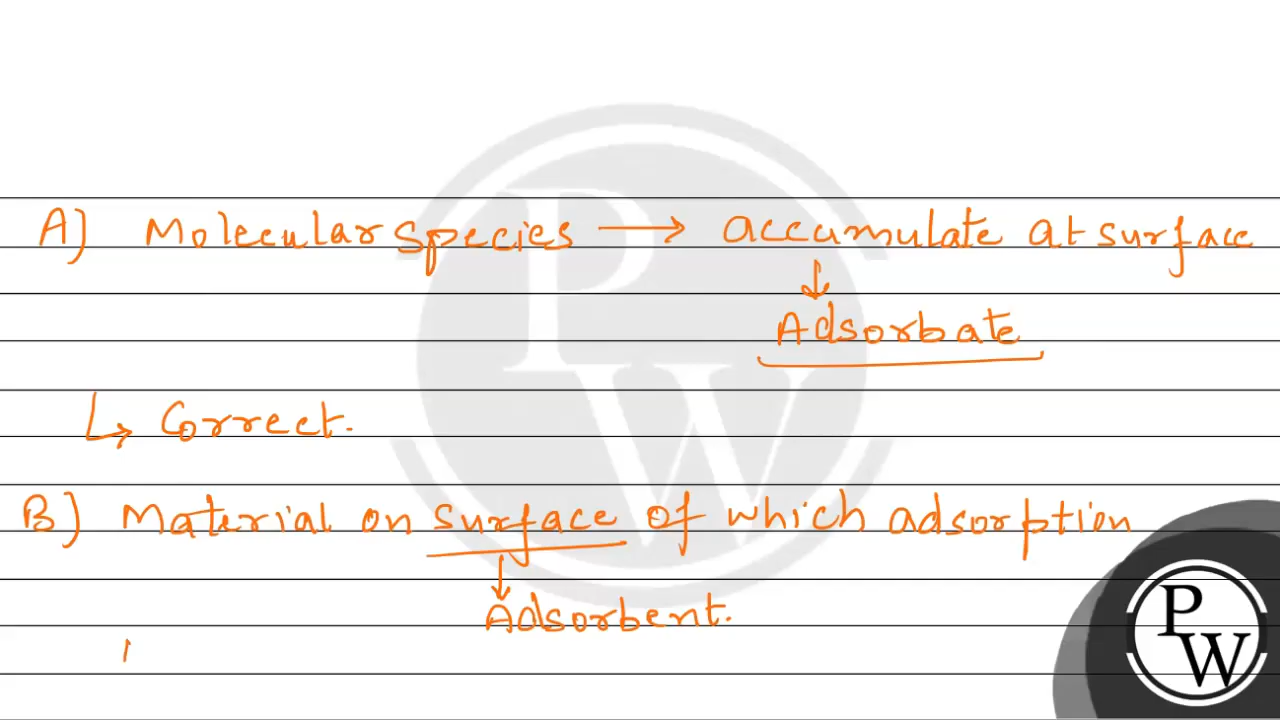 A) Molecular species → accumulate at surface
↓
Adsorbate
↳ Correct.
B) Material on surface of which adsorption
↓
Adsorbent.
P
W
P
W